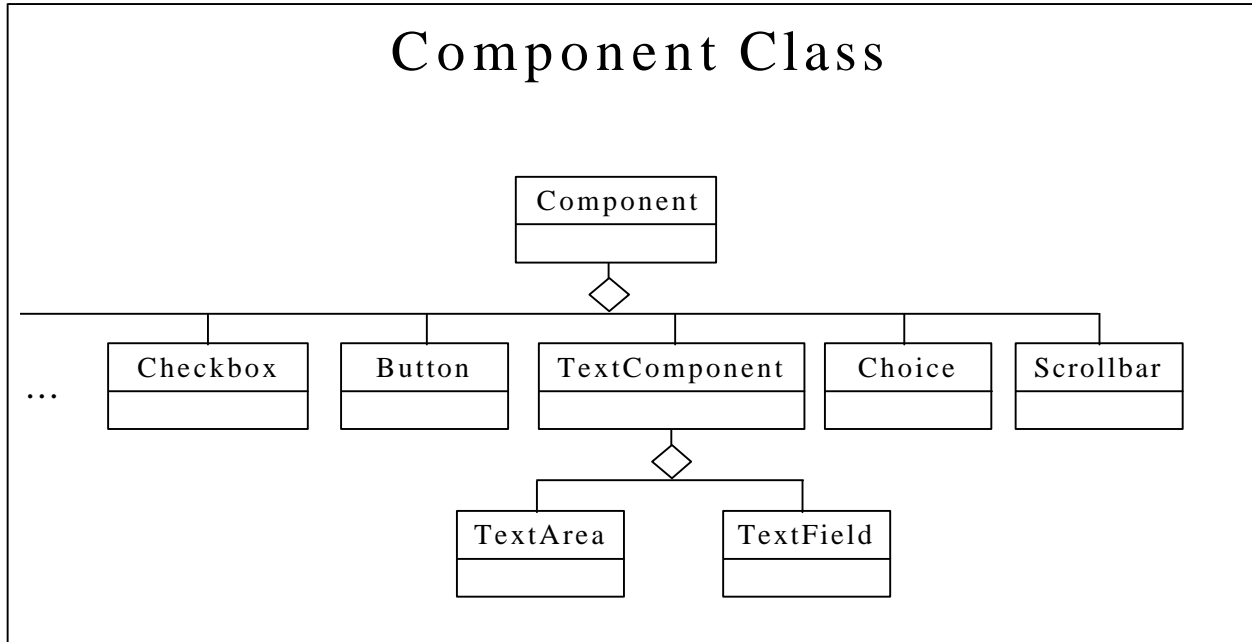 Component Class
Component
Checkbox
Button
TextComponent
Choice
Scrollbar
...
TextArea
TextField